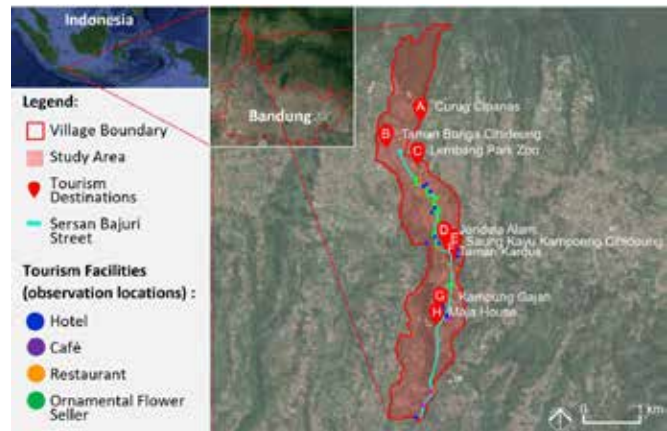 Indonesia
Bandung
Legend:
Village Boundary
Study Area
Tourism
Destinations
Sersan Bajuri
Street
Tourism Facilities
(observation locations) :
Hotel
Café
Restaurant
Ornamental Flower
Seller
A Curug Cipanas
B Taman Bunga Cihideung
C Lembang Park Zoo
D Jendela Alam
Saung Kayu Kampoeng Cihideung
Taman
G Kampung Gajah
H Maja House
0 1 km